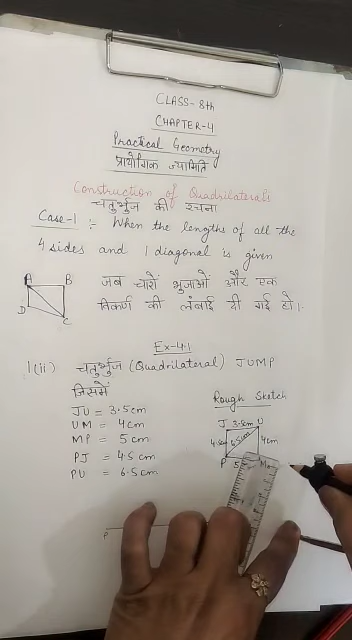 CLASS-8th
CHAPTER-4
Practical Geometry
प्रायोगिक ज्यामिति
Construction of Quadrilaterals
चतुर्भुज की रचना
Case-1 :- When the lengths of all the
4 sides and 1 diagonal is given
A B
D C
जब चारों भुजाओं और एक
विकर्ण की लंबाई दी गई हो।
Ex-4.1
1(ii) चतुर्भुज (Quadrilateral) JUMP
जिसमें
JU = 3.5cm
UM = 4cm
MP = 5cm
PJ = 4.5cm
PU = 6.5cm
Rough Sketch
J 3.5cm U
4.5cm 6.5cm 4cm
P 5 M
P